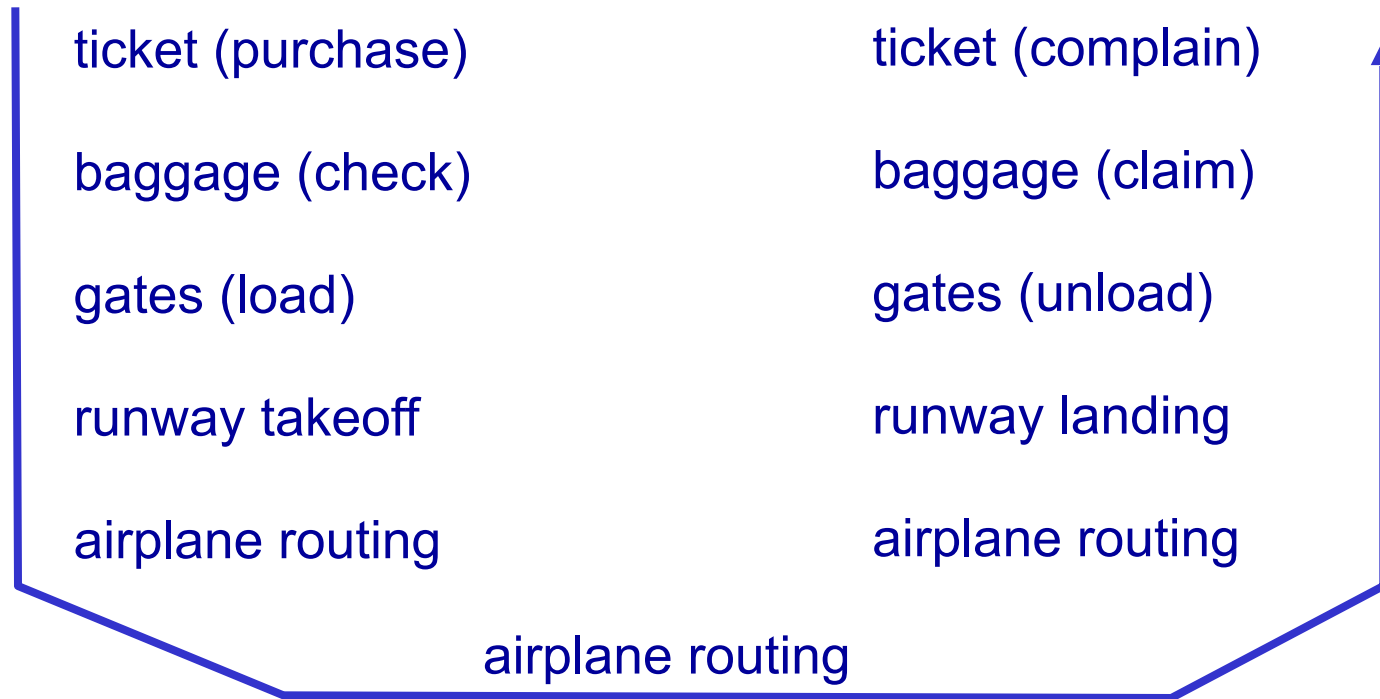 ticket (purchase)
baggage (check)
gates (load)
runway takeoff
airplane routing
ticket (complain)
baggage (claim)
gates (unload)
runway landing
airplane routing
airplane routing